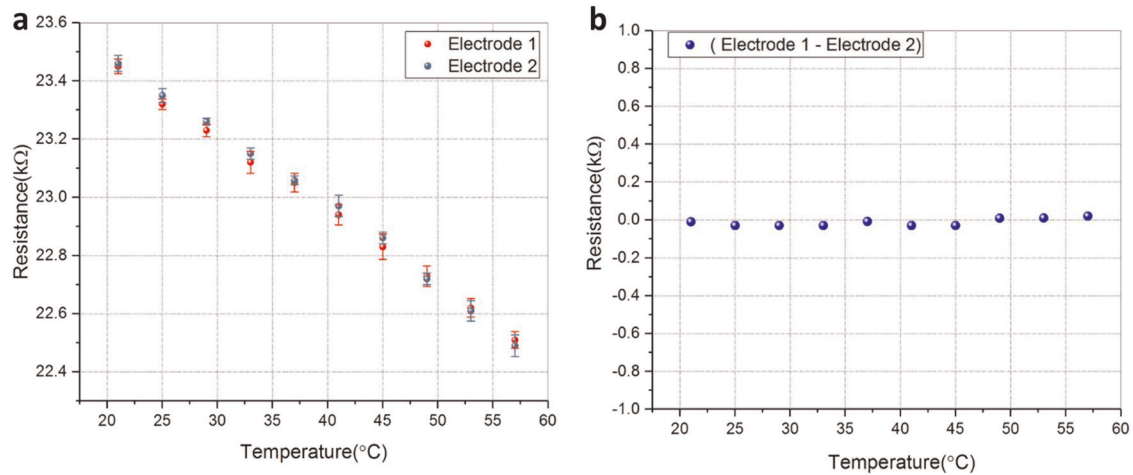 a
23.6
23.4
23.2
23.0
22.8
22.6
22.4
Resistance(kΩ)
Electrode 1
Electrode 2
20 25 30 35 40 45 50 55 60
Temperature(°C)
b
1.0
0.8
0.6
0.4
0.2
0.0
-0.2
-0.4
-0.6
-0.8
-1.0
Resistance(kΩ)
( Electrode 1 - Electrode 2)
20 25 30 35 40 45 50 55 60
Temperature(°C)